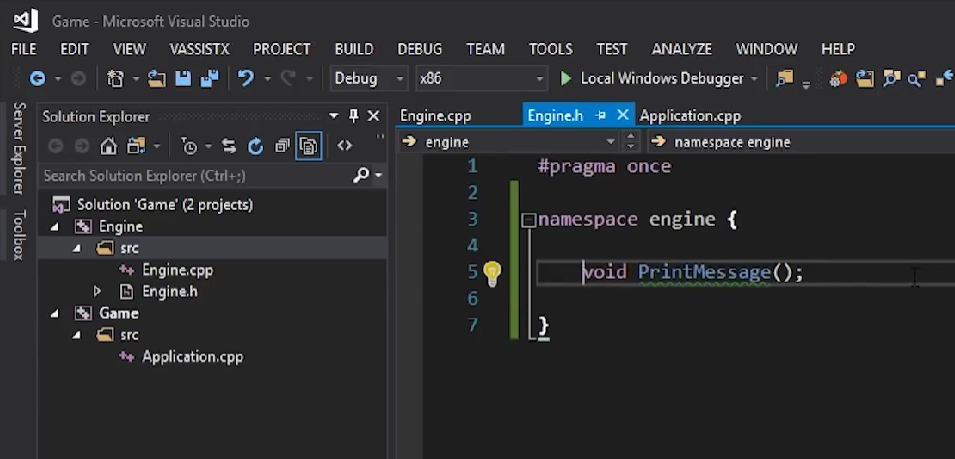 Game - Microsoft Visual Studio
FILE EDIT VIEW VASSISTX PROJECT BUILD DEBUG TEAM TOOLS TEST ANALYZE WINDOW HELP
Debug x86 Local Windows Debugger
Server Explorer
Toolbox
Solution Explorer
Search Solution Explorer (Ctrl+;)
Solution 'Game' (2 projects)
Engine
src
Engine.cpp
Engine.h
Game
src
Application.cpp
Engine.cpp Engine.h Application.cpp
engine namespace engine
1 #pragma once
2
3 namespace engine {
4
5 void PrintMessage();
6
7 }